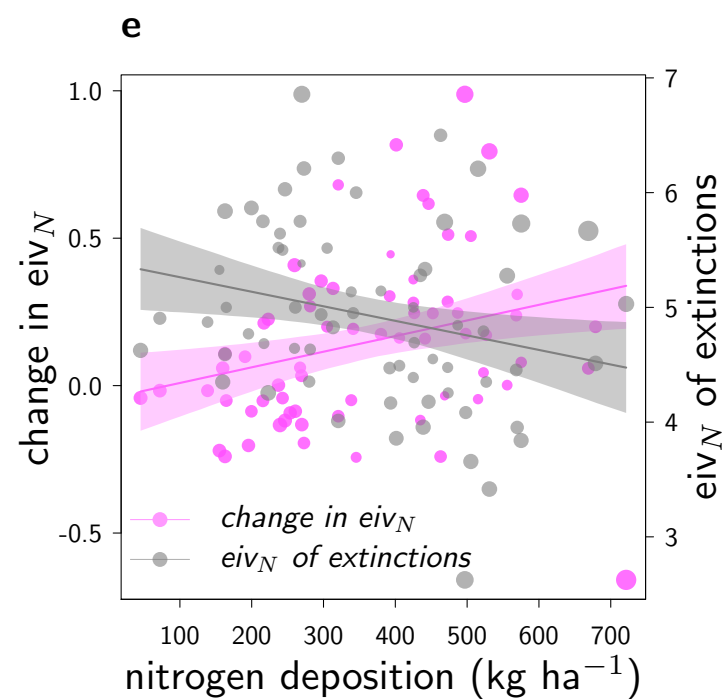 e
1.0
0.5
0.0
-0.5
change in eiv_N
7
6
5
4
3
eiv_N of extinctions
change in eiv_N
eiv_N of extinctions
100 200 300 400 500 600 700
nitrogen deposition (kg ha⁻¹)